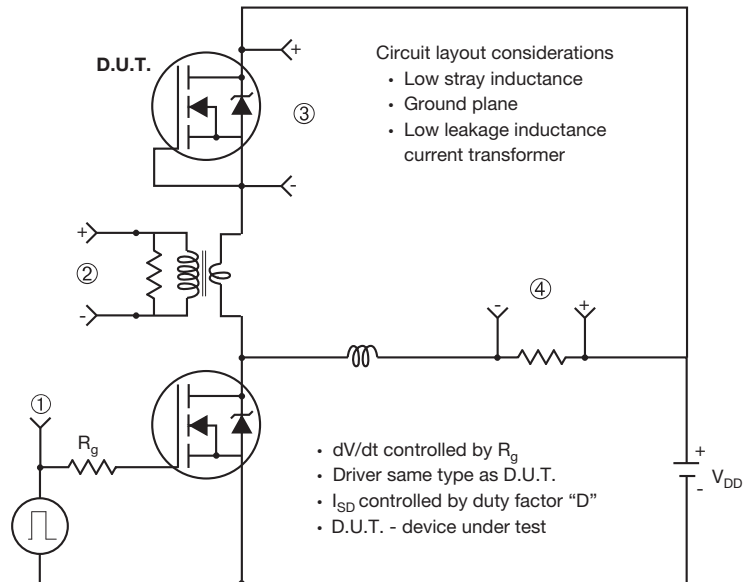 D.U.T.
+
-
③
Circuit layout considerations
• Low stray inductance
• Ground plane
• Low leakage inductance
current transformer
+
②
-
④
-
+
①
Rg
• dV/dt controlled by Rg
• Driver same type as D.U.T.
• ISD controlled by duty factor “D”
• D.U.T. - device under test
+
VDD
-